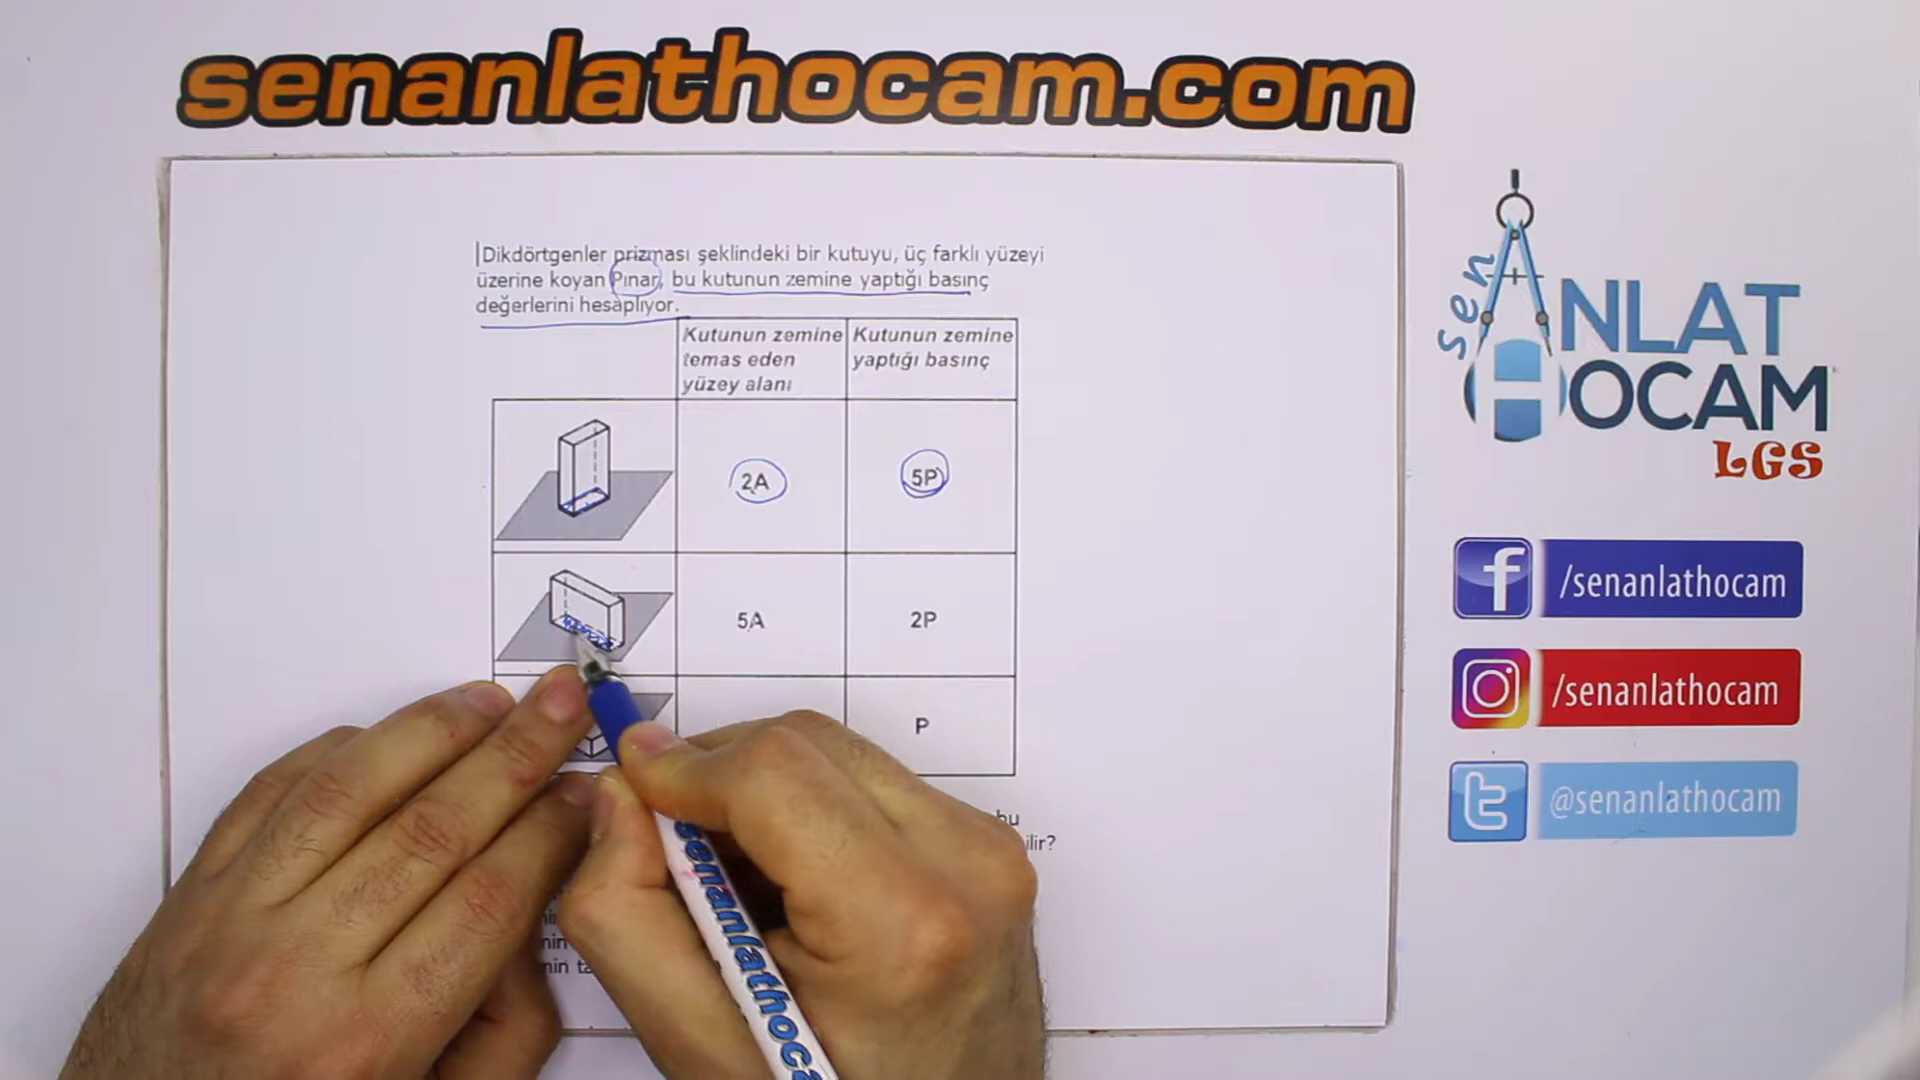 senanlathocam.com
Dikdörtgenler prizması şeklindeki bir kutuyu, üç farklı yüzeyi
üzerine koyan Pınar, bu kutunun zemine yaptığı basınç
değerlerini hesaplıyor.
Kutunun zemine temas eden yüzey alanı
Kutunun zemine yaptığı basınç
2A
5P
5A
2P
P
bu
sen
ANLAT
HOCAM
LGS
/senanlathocam
/senanlathocam
@senanlathocam
senanlathoca